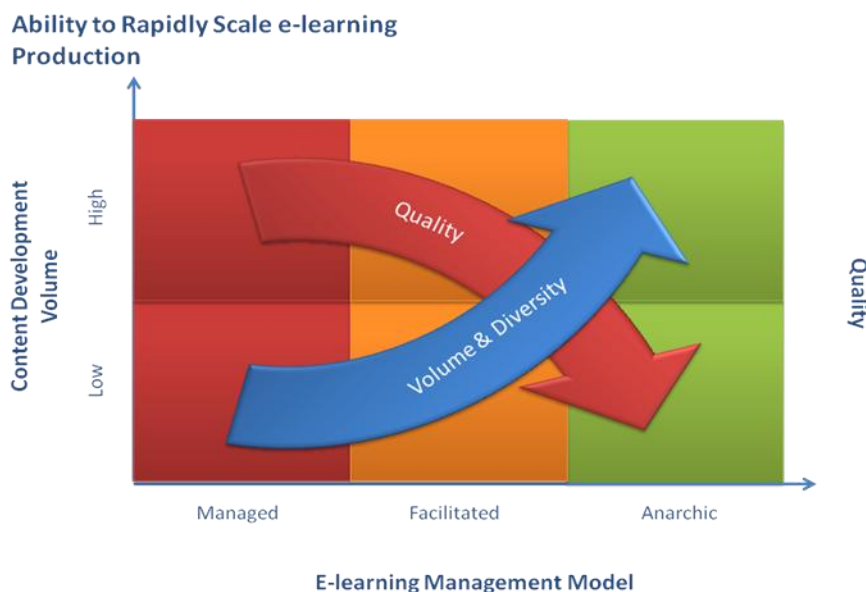 Ability to Rapidly Scale e-learning
Production
Content Development
Volume
High
Low
Quality
Volume & Diversity
Quality
Managed
Facilitated
Anarchic
E-learning Management Model